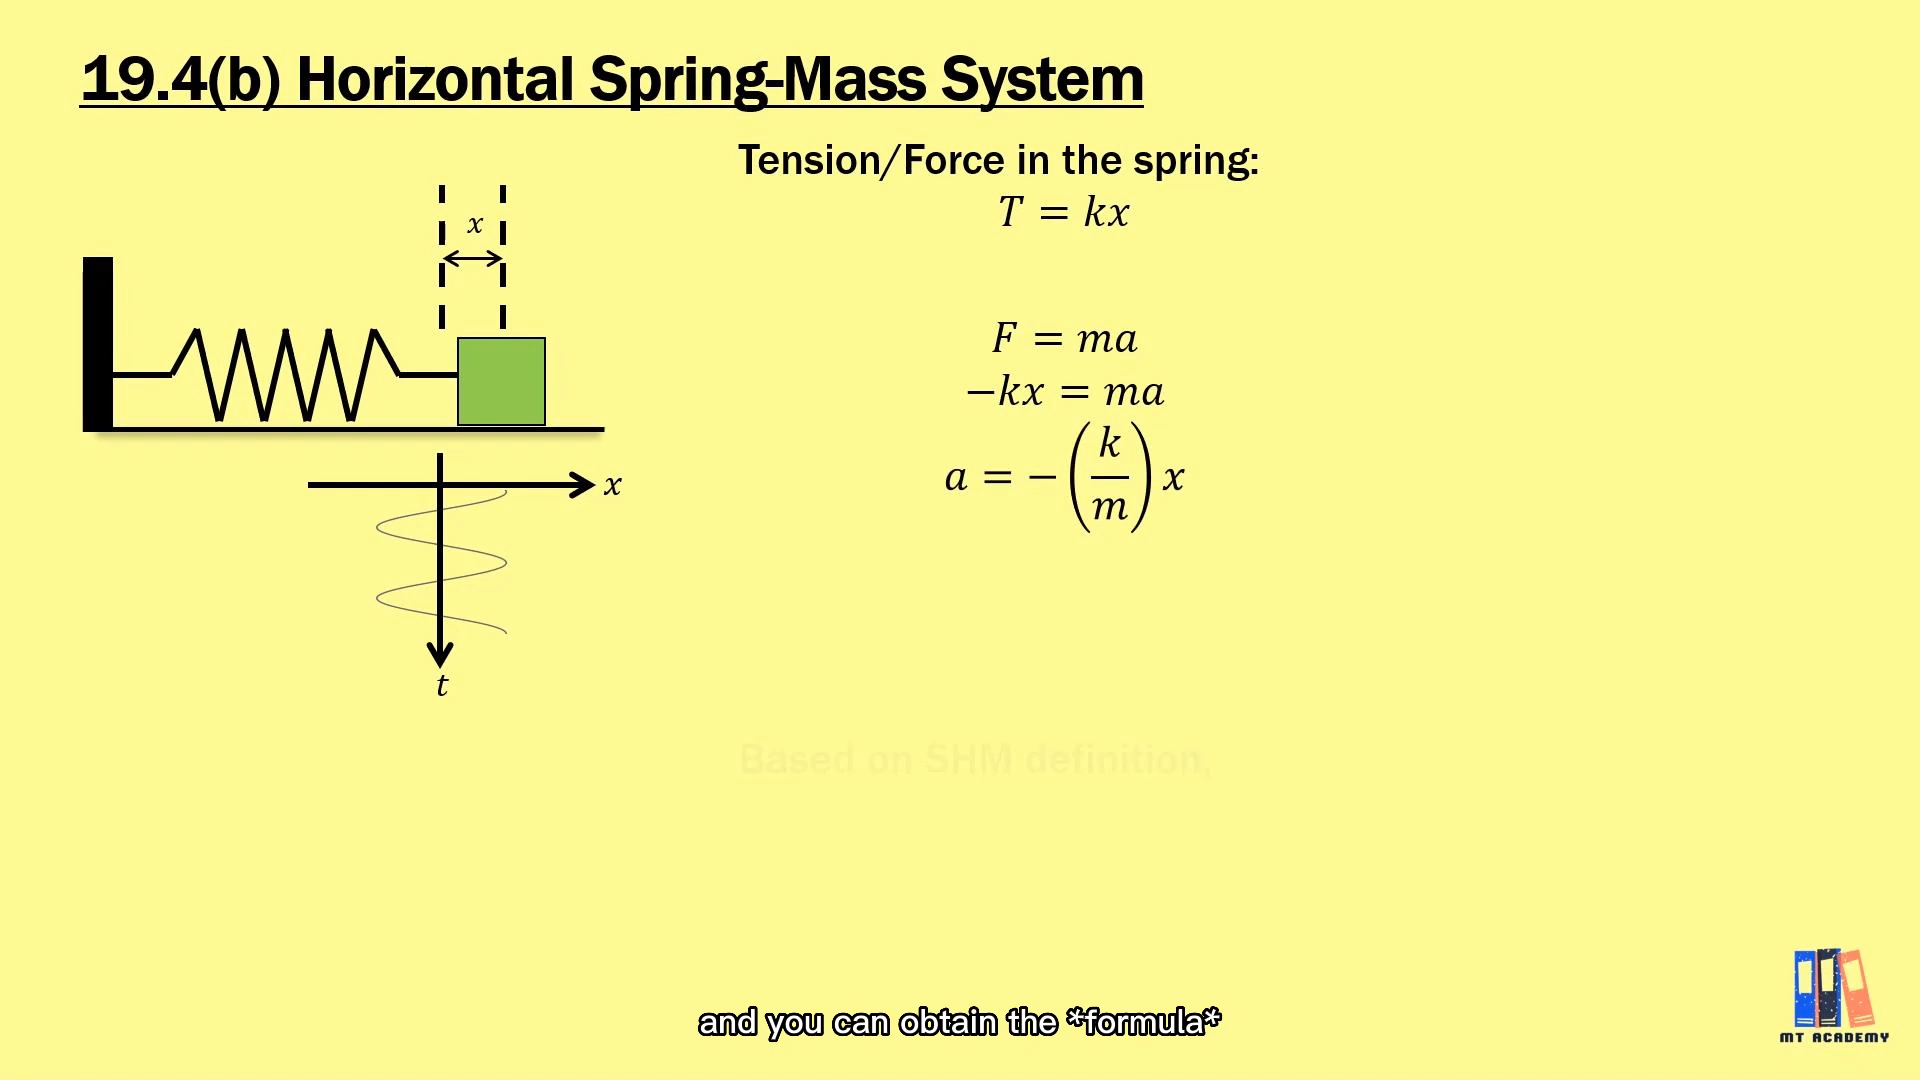 19.4(b) Horizontal Spring-Mass System
Tension/Force in the spring:
T = kx
x
F = ma
−kx = ma
a = −(k/m)x
x
t
Based on SHM definition,
and you can obtain the *formula*
MT ACADEMY